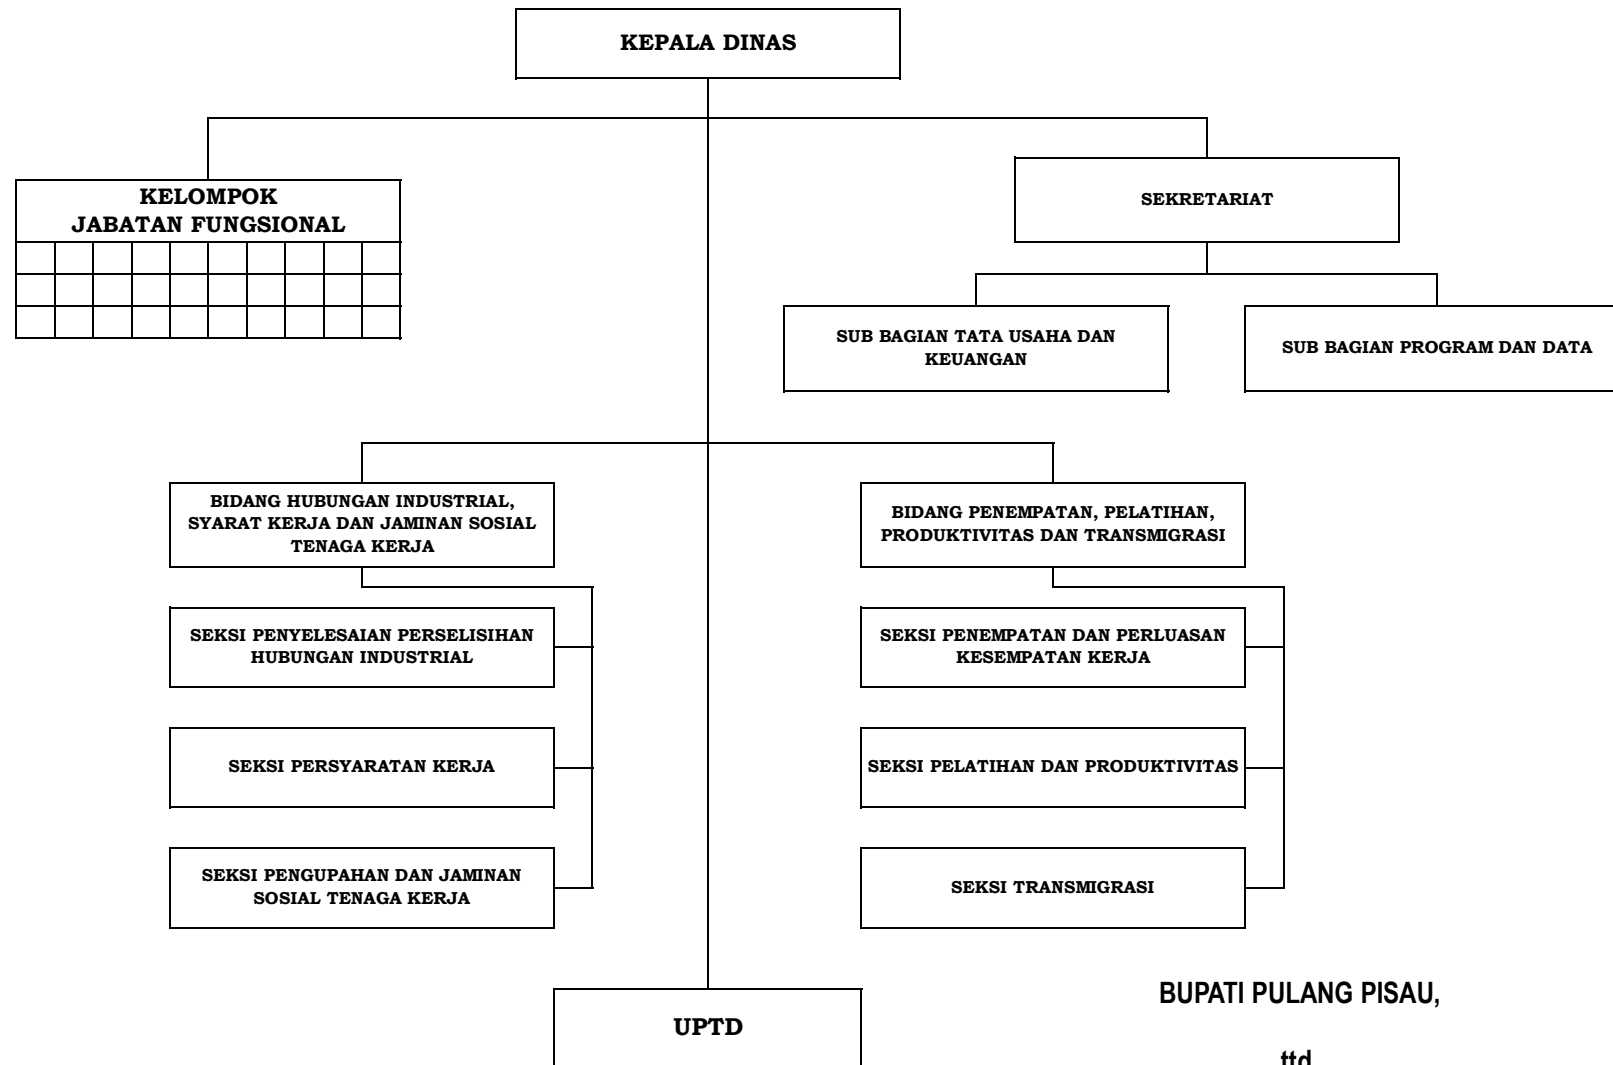 KEPALA DINAS
KELOMPOK
JABATAN FUNGSIONAL
SEKRETARIAT
SUB BAGIAN TATA USAHA DAN
KEUANGAN
SUB BAGIAN PROGRAM DAN DATA
BIDANG HUBUNGAN INDUSTRIAL,
SYARAT KERJA DAN JAMINAN SOSIAL
TENAGA KERJA
BIDANG PENEMPATAN, PELATIHAN,
PRODUKTIVITAS DAN TRANSMIGRASI
SEKSI PENYELESAIAN PERSELISIHAN
HUBUNGAN INDUSTRIAL
SEKSI PENEMPATAN DAN PERLUASAN
KESEMPATAN KERJA
SEKSI PERSYARATAN KERJA
SEKSI PELATIHAN DAN PRODUKTIVITAS
SEKSI PENGUPAHAN DAN JAMINAN
SOSIAL TENAGA KERJA
SEKSI TRANSMIGRASI
UPTD
BUPATI PULANG PISAU,
ttd